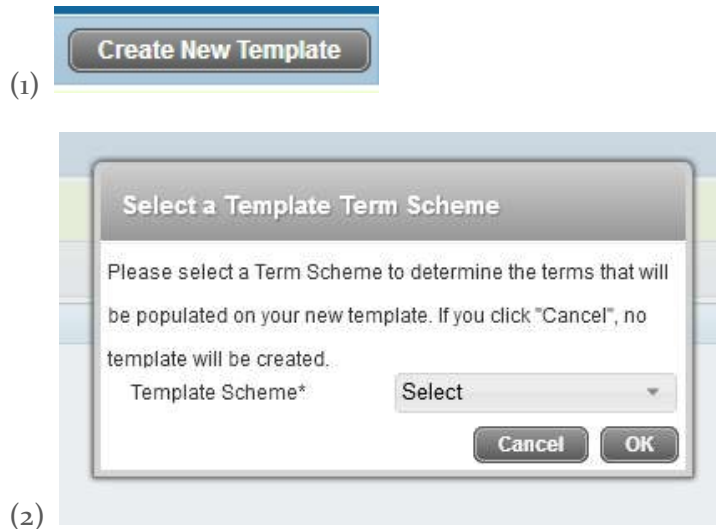 Create New Template
(1)
Select a Template Term Scheme
Please select a Term Scheme to determine the terms that will
be populated on your new template. If you click "Cancel", no
template will be created.
Template Scheme* Select
Cancel OK
(2)